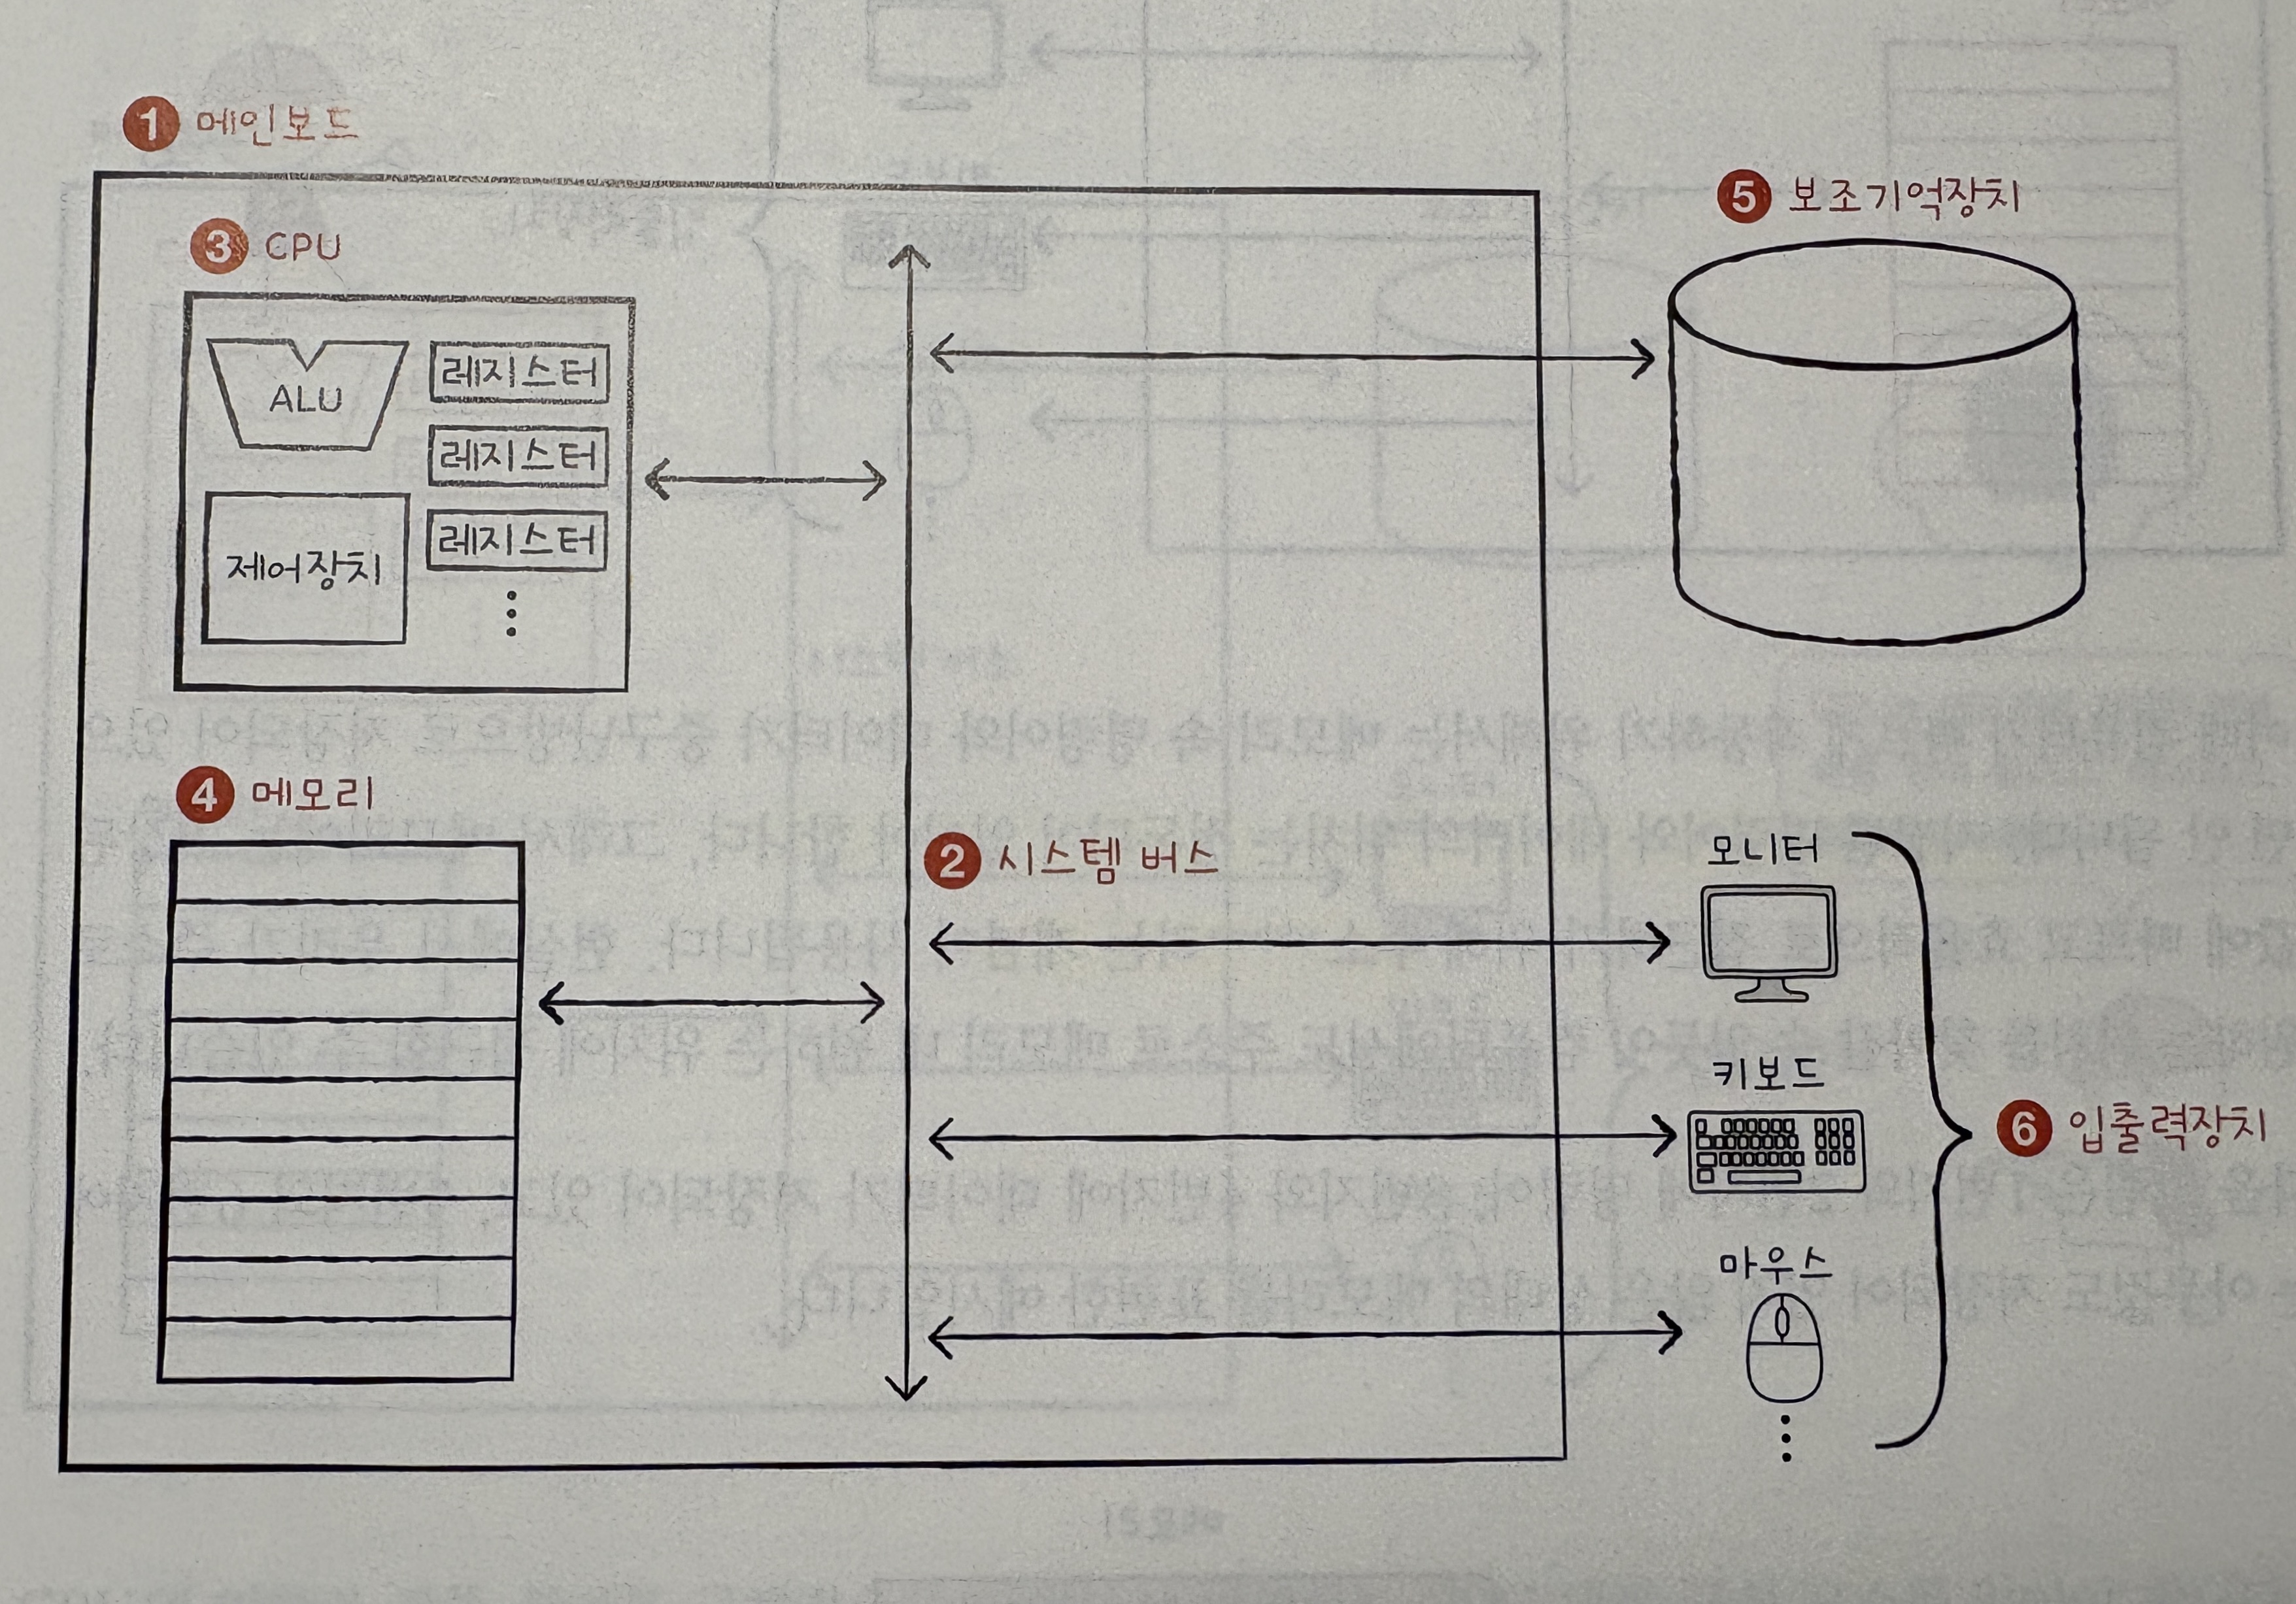 1 메인보드
3 CPU
ALU
레지스터
레지스터
레지스터
제어장치
4 메모리
2 시스템 버스
5 보조기억장치
모니터
키보드
마우스
6 입출력장치